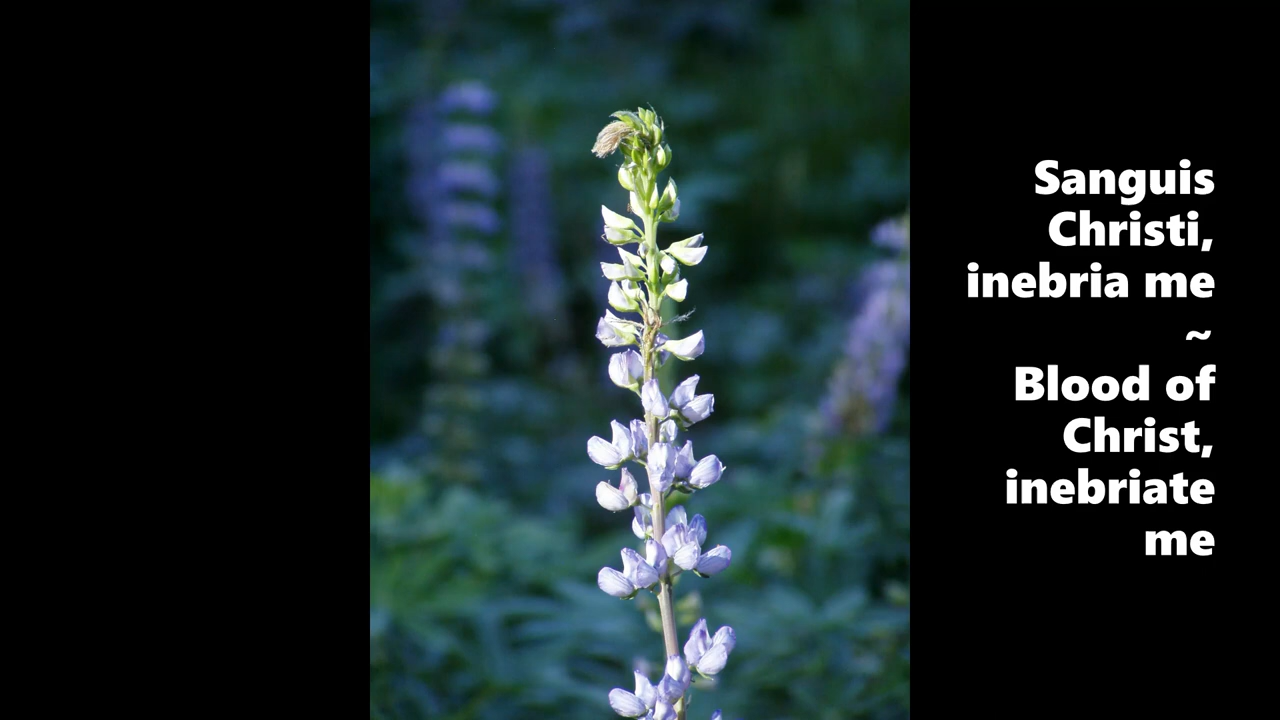 Sanguis
Christi,
inebria me
~
Blood of
Christ,
inebriate
me